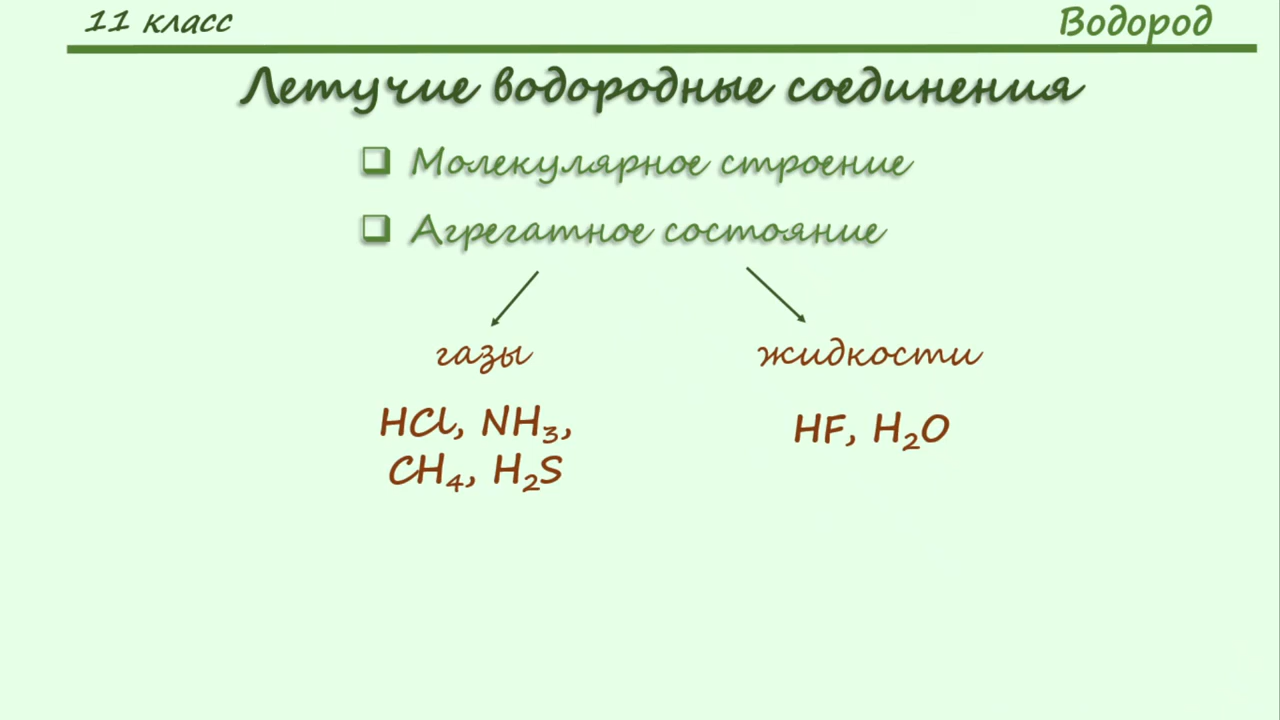 11 класс Водород
Летучие водородные соединения
❑ Молекулярное строение
❑ Агрегатное состояние
газы жидкости
HCl, NH₃, HF, H₂O
CH₄, H₂S